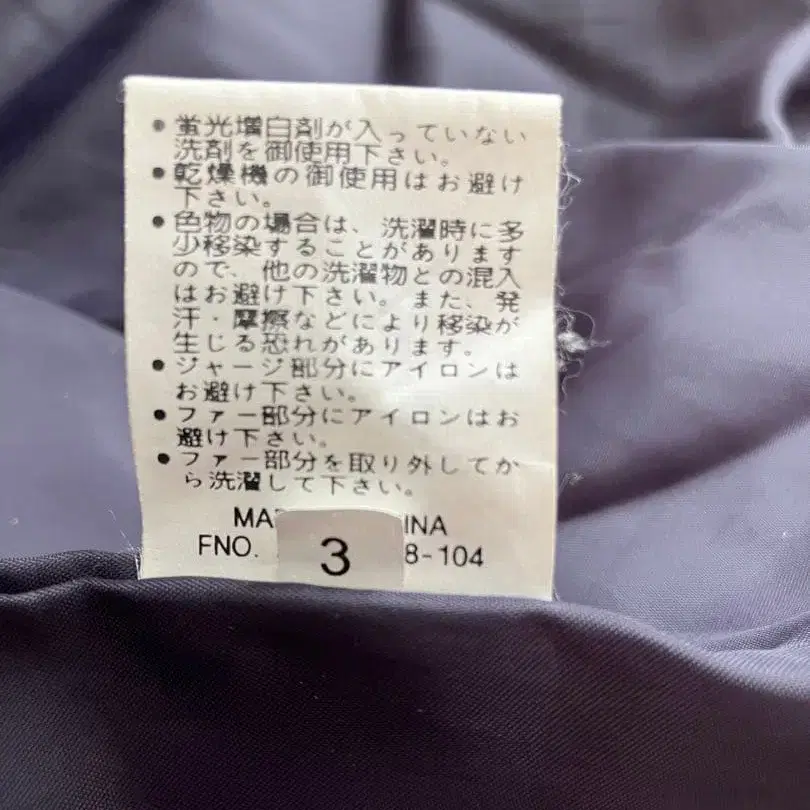 • 蛍光増白剤が入っていない
洗剤を御使用下さい。
• 乾燥機の御使用はお避け
下さい。
• 色物の場合は、洗濯時に多
少移染することがあります
ので、他の洗濯物との混入
はお避け下さい。また、発
汗・摩擦などにより移染が
生じる恐れがあります。
• ジャージ部分にアイロンは
お避け下さい。
• ファー部分にアイロンはお
避け下さい。
• ファー部分を取り外してか
ら洗濯して下さい。
MA INA
FNO. 8-104
3